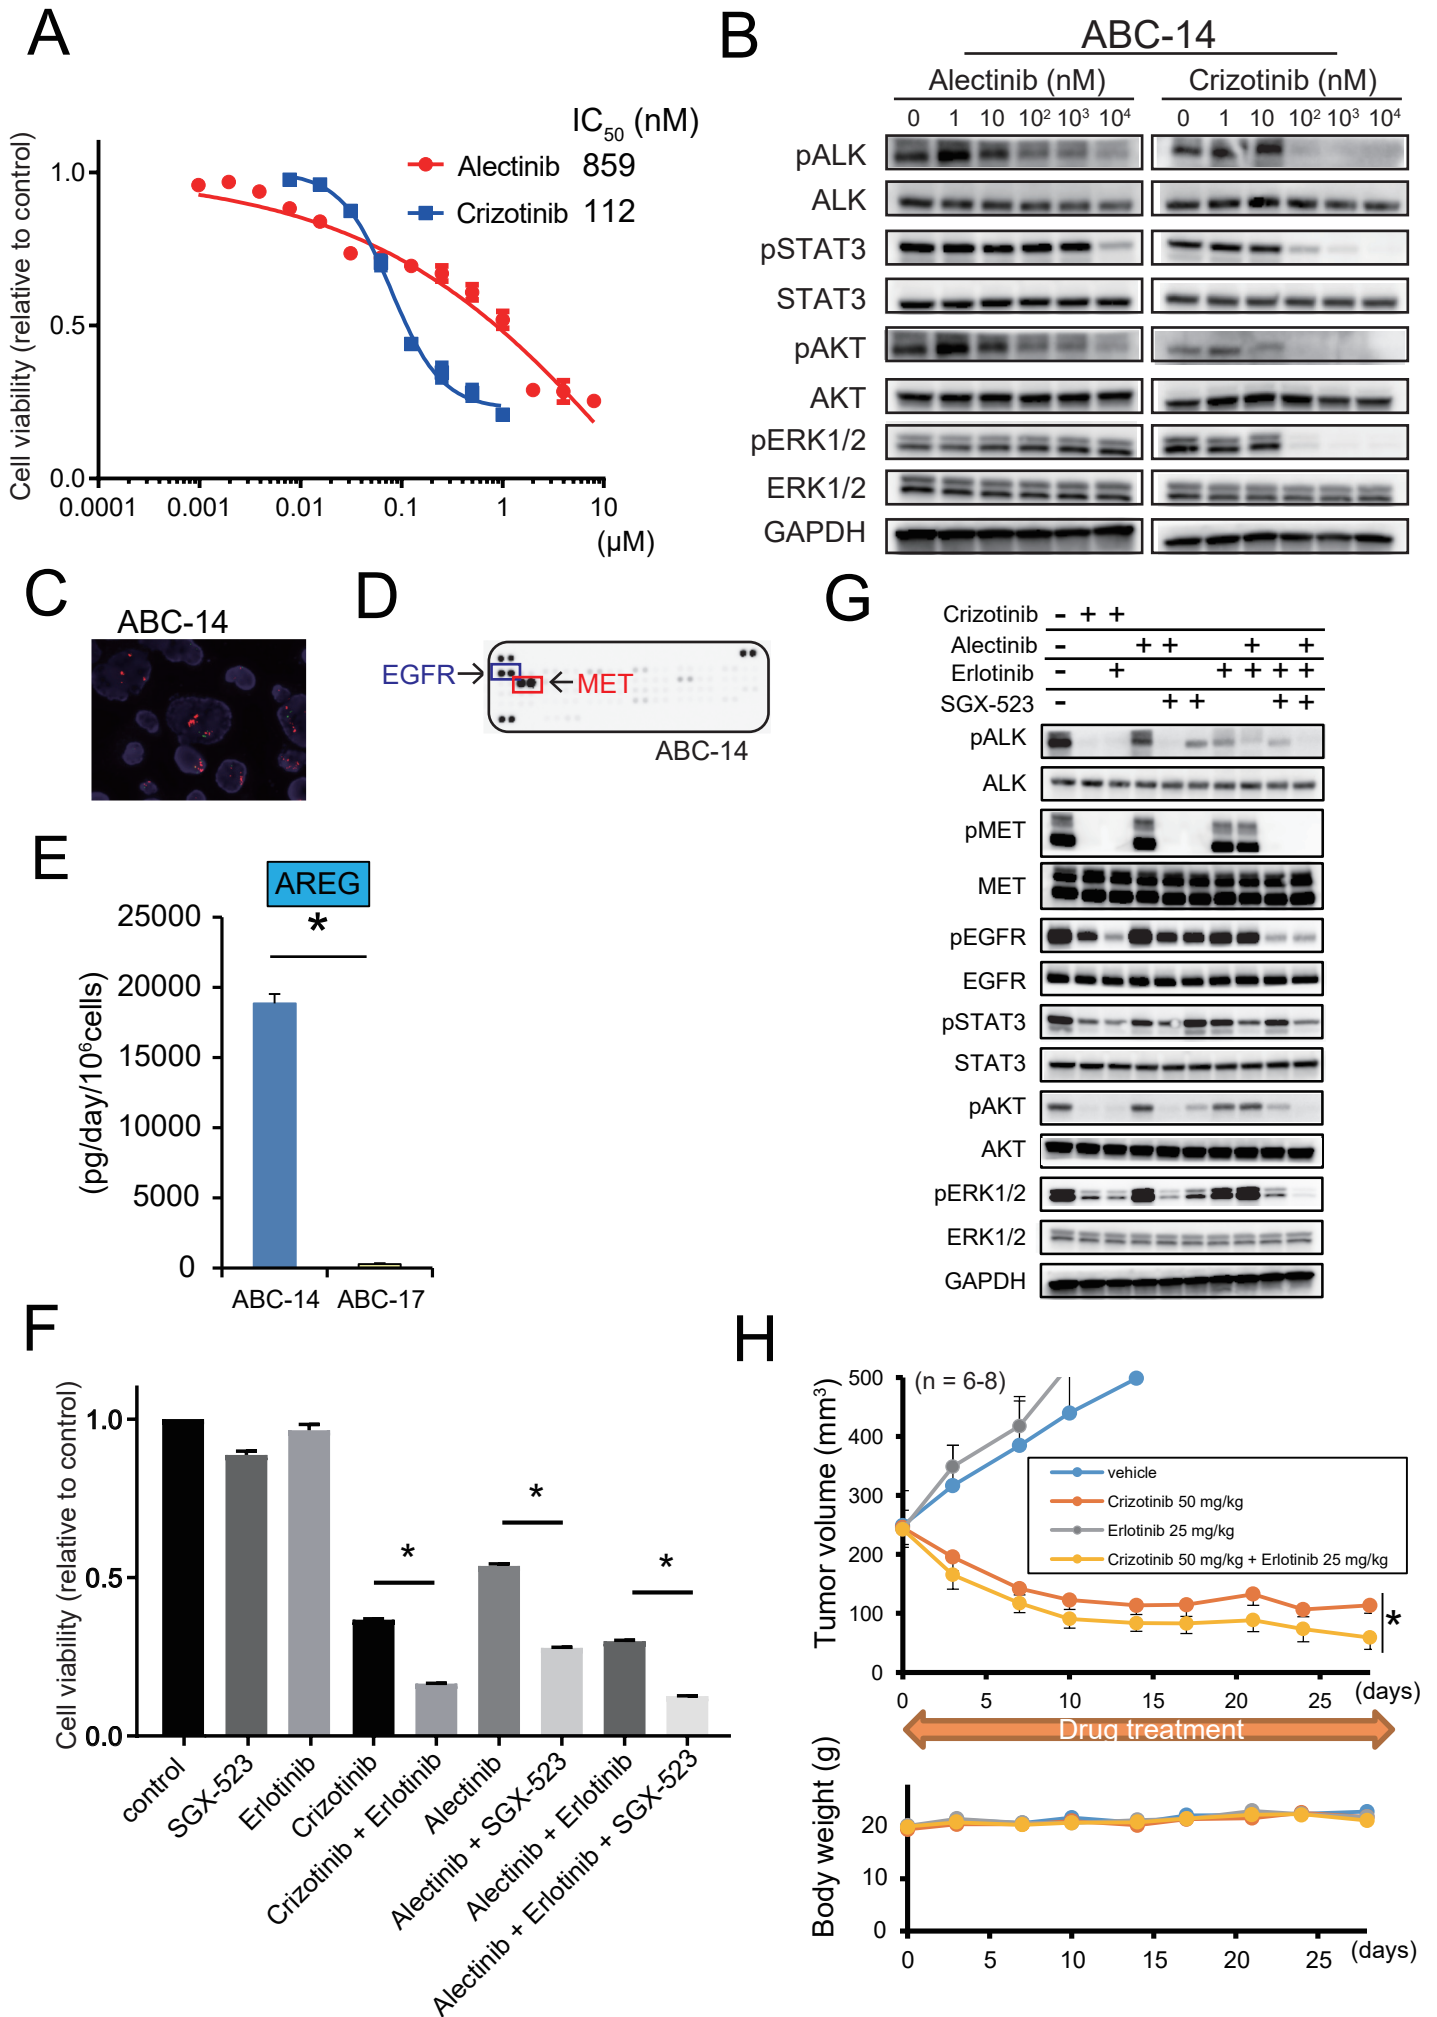 A
IC50 (nM)
Alectinib 859
Crizotinib 112
Cell viability (relative to control)
1.0
0.5
0.0
0.0001 0.001 0.01 0.1 1 10
(µM)
B
ABC-14
Alectinib (nM) Crizotinib (nM)
0 1 10 10² 10³ 10⁴ 0 1 10 10² 10³ 10⁴
pALK
ALK
pSTAT3
STAT3
pAKT
AKT
pERK1/2
ERK1/2
GAPDH
C
ABC-14
D
EGFR
MET
ABC-14
E
AREG
*
(pg/day/10⁶cells)
25000
20000
15000
10000
5000
0
ABC-14 ABC-17
F
Cell viability (relative to control)
1.0
0.5
0.0
* * *
control
SGX-523
Erlotinib
Crizotinib
Crizotinib + Erlotinib
Alectinib
Alectinib + SGX-523
Alectinib + Erlotinib
Alectinib + Erlotinib + SGX-523
G
Crizotinib - + +
Alectinib - + + + +
Erlotinib - + + + + +
SGX-523 - + + + +
pALK
ALK
pMET
MET
pEGFR
EGFR
pSTAT3
STAT3
pAKT
AKT
pERK1/2
ERK1/2
GAPDH
H
Tumor volume (mm³)
(n = 6-8)
500
400
300
200
100
0
vehicle
Crizotinib 50 mg/kg
Erlotinib 25 mg/kg
Crizotinib 50 mg/kg + Erlotinib 25 mg/kg
*
0 5 10 15 20 25 (days)
Drug treatment
Body weight (g)
20
10
0
0 5 10 15 20 25 (days)